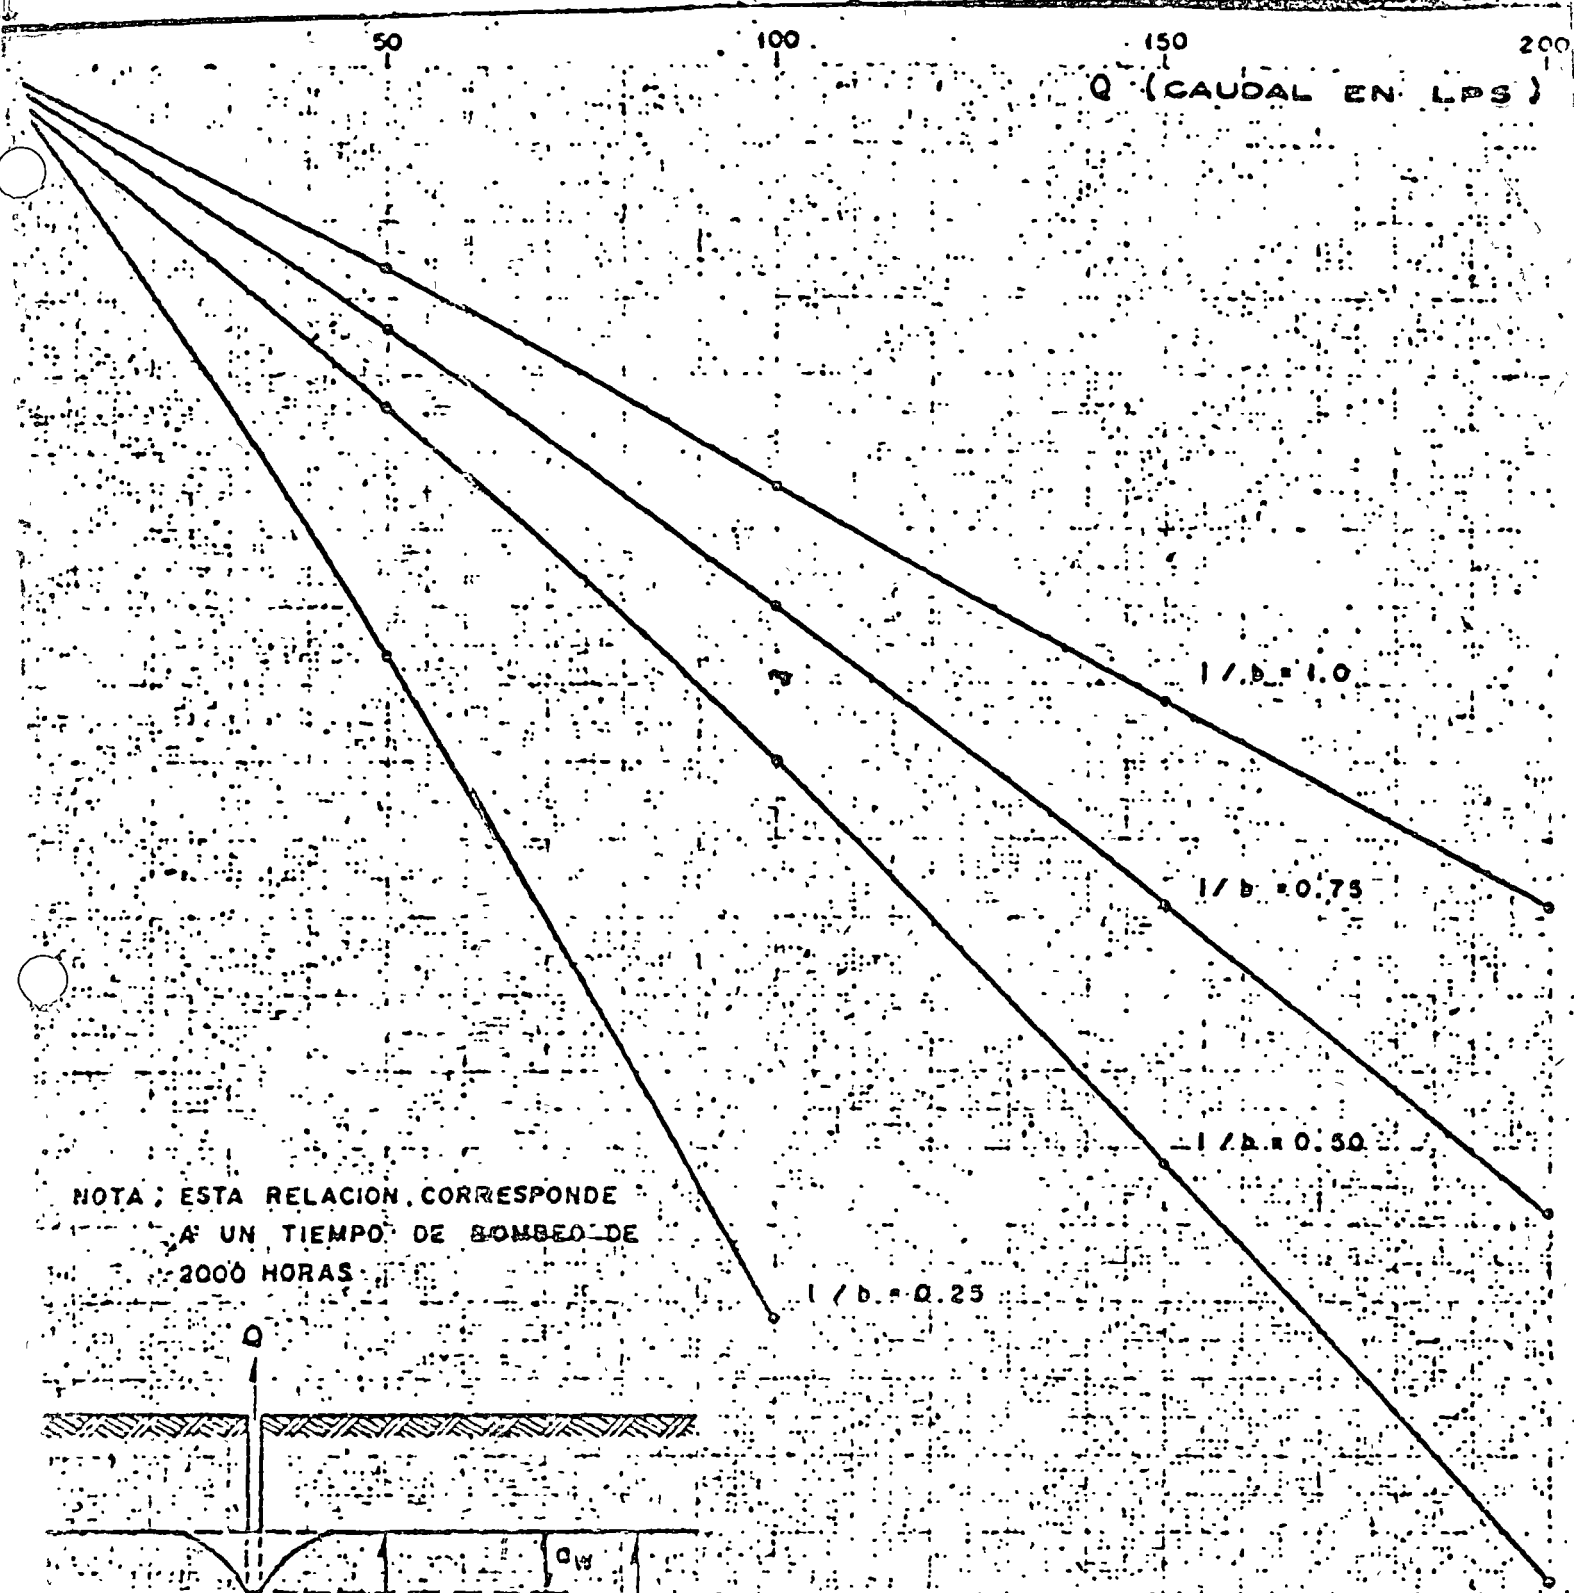 50 100 150 200
Q (CAUDAL EN LPS)
l / b = 1.0
l / b = 0.75
l / b = 0.50
NOTA: ESTA RELACION CORRESPONDE
A UN TIEMPO DE BOMBEO DE
2000 HORAS
l / b = 0.25
Q